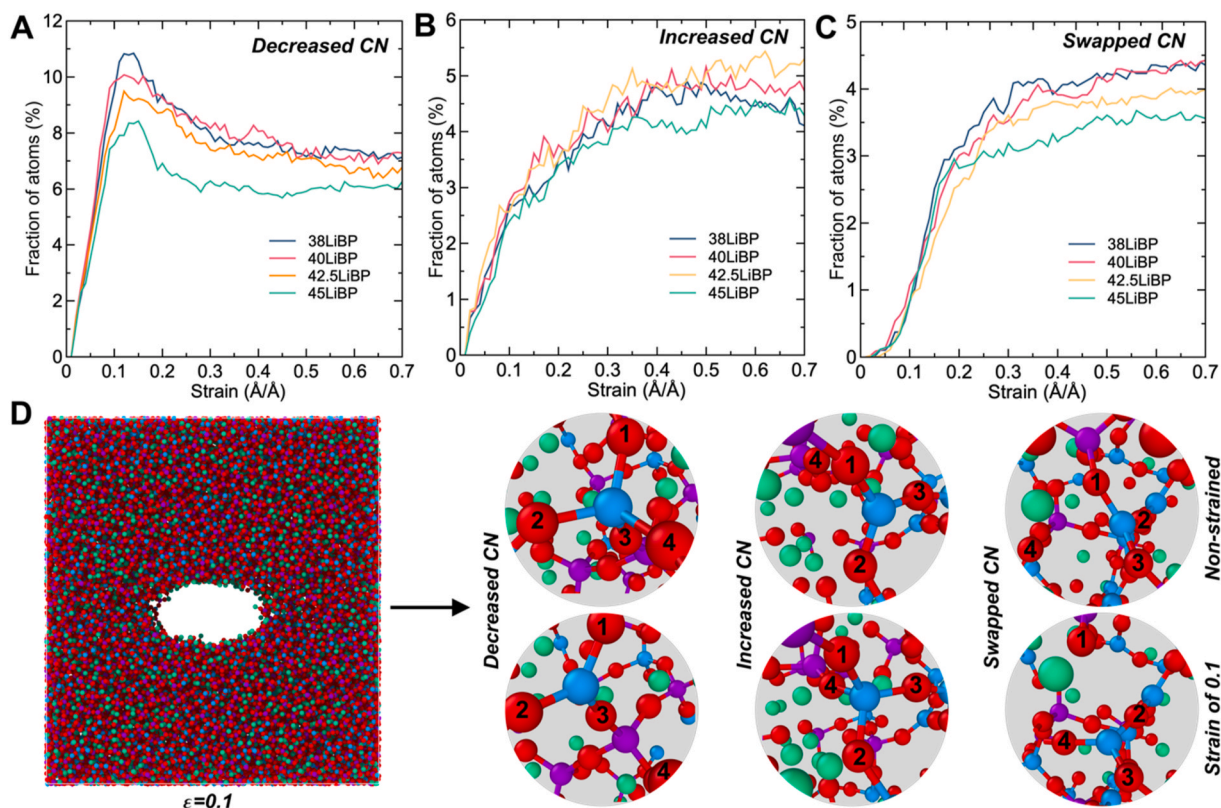 A
Decreased CN
Fraction of atoms (%)
12
10
8
6
4
2
0
38LiBP
40LiBP
42.5LiBP
45LiBP
0 0.1 0.2 0.3 0.4 0.5 0.6 0.7
Strain (Å/Å)
B
Increased CN
Fraction of atoms (%)
6
5
4
3
2
1
0
38LiBP
40LiBP
42.5LiBP
45LiBP
0 0.1 0.2 0.3 0.4 0.5 0.6 0.7
Strain (Å/Å)
C
Swapped CN
Fraction of atoms (%)
5
4
3
2
1
0
38LiBP
40LiBP
42.5LiBP
45LiBP
0 0.1 0.2 0.3 0.4 0.5 0.6 0.7
Strain (Å/Å)
D
ε=0.1
Decreased CN
1
2
3
4
1
2
3
4
Increased CN
4
1
3
2
1
4
3
2
Swapped CN
1
2
4
3
1
2
4
3
Non-strained
Strain of 0.1